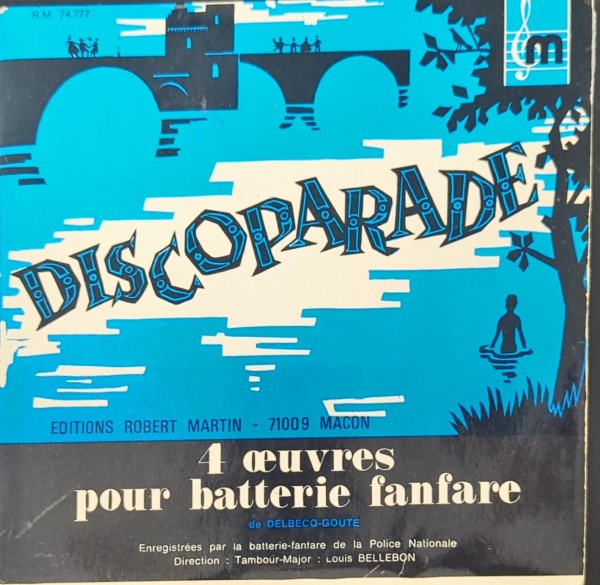 R.M. 74.777
m
DISCOPARADE
EDITIONS ROBERT MARTIN - 71009 MACON
4 œuvres
pour batterie fanfare
de DELBECQ-GOUTE
Enregistrées par la batterie-fanfare de la Police Nationale
Direction : Tambour-Major : Louis BELLEBON